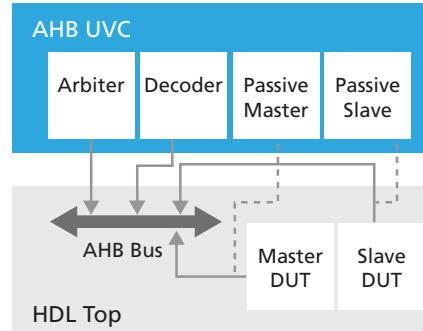 AHB UVC
Arbiter
Decoder
Passive
Master
Passive
Slave
AHB Bus
Master
DUT
Slave
DUT
HDL Top